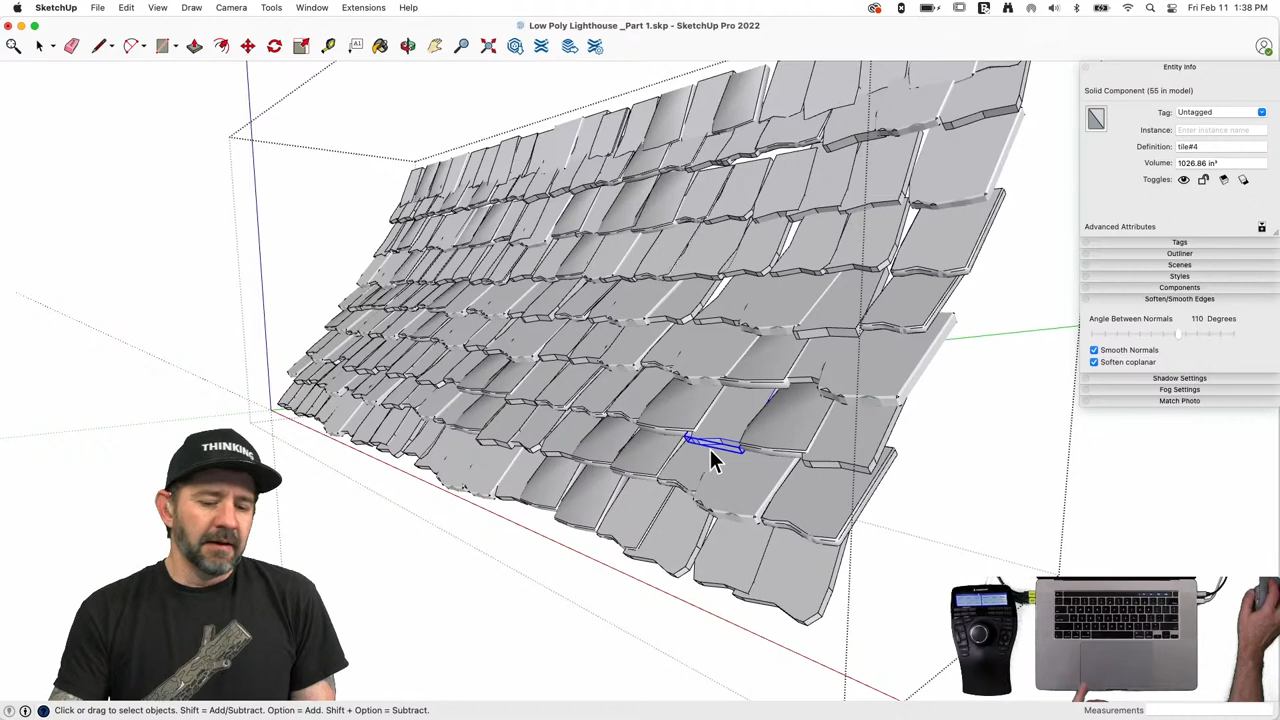 SketchUp File Edit View Draw Camera Tools Window Extensions Help
Fri Feb 11 1:38 PM
Low Poly Lighthouse _Part 1.skp - SketchUp Pro 2022
Entity Info
Solid Component (55 in model)
Tag: Untagged
Instance: Enter instance name
Definition: tile#4
Volume: 1026.86 in³
Toggles:
Advanced Attributes
Tags
Outliner
Scenes
Styles
Components
Soften/Smooth Edges
Angle Between Normals 110 Degrees
Smooth Normals
Soften coplanar
Shadow Settings
Fog Settings
Match Photo
THINKING
Click or drag to select objects. Shift = Add/Subtract. Option = Add. Shift + Option = Subtract.
Measurements